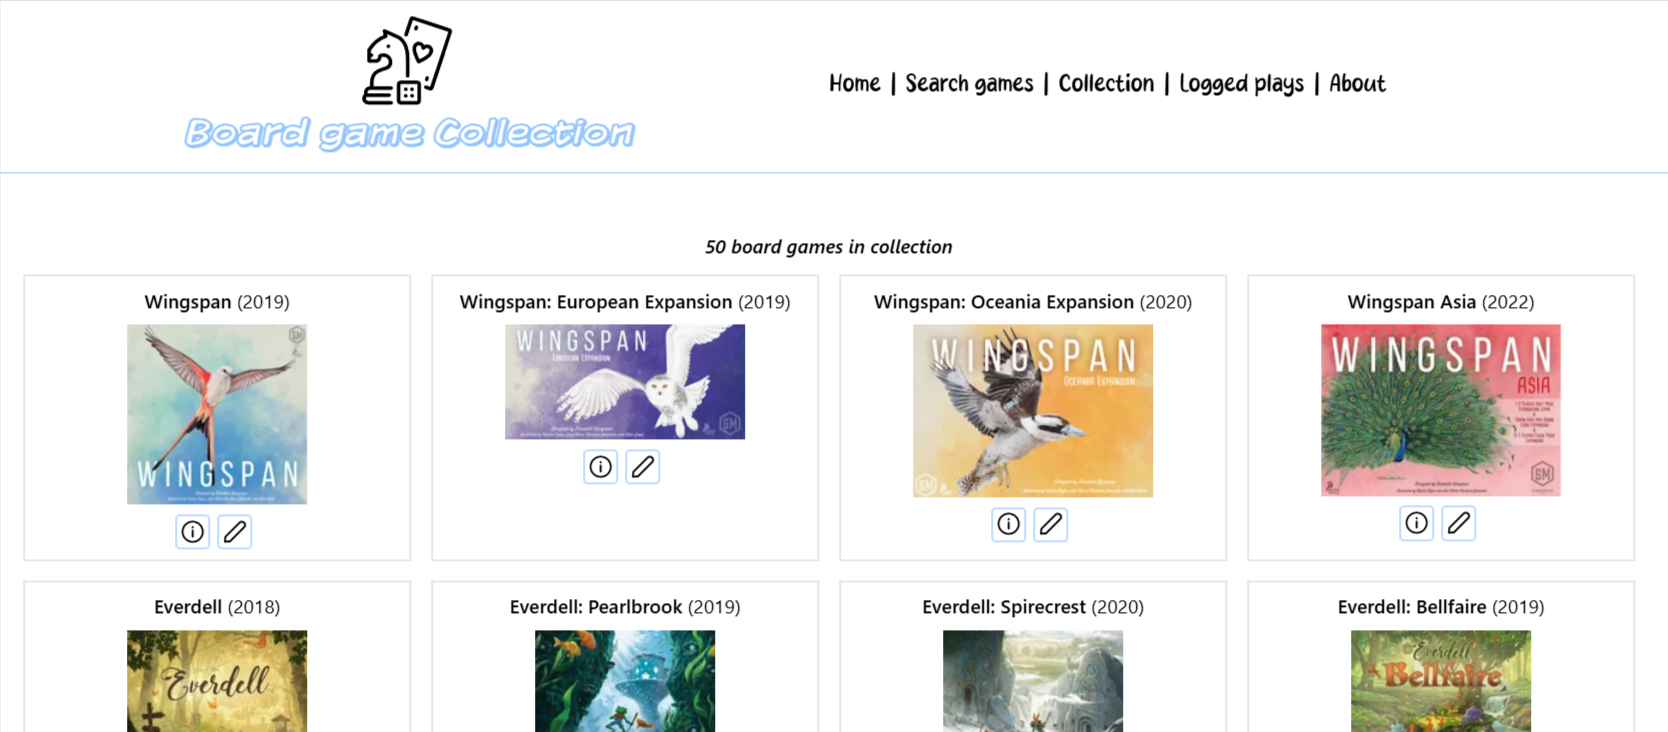 Board game Collection
Home | Search games | Collection | Logged plays | About
50 board games in collection
Wingspan (2019)
WINGSPAN
Wingspan: European Expansion (2019)
WINGSPAN
EUROPEAN EXPANSION
Wingspan: Oceania Expansion (2020)
WINGSPAN
OCEANIA EXPANSION
Wingspan Asia (2022)
WINGSPAN
ASIA
Everdell (2018)
Everdell
Everdell: Pearlbrook (2019)
Everdell: Spirecrest (2020)
Everdell: Bellfaire (2019)
Everdell
Bellfaire